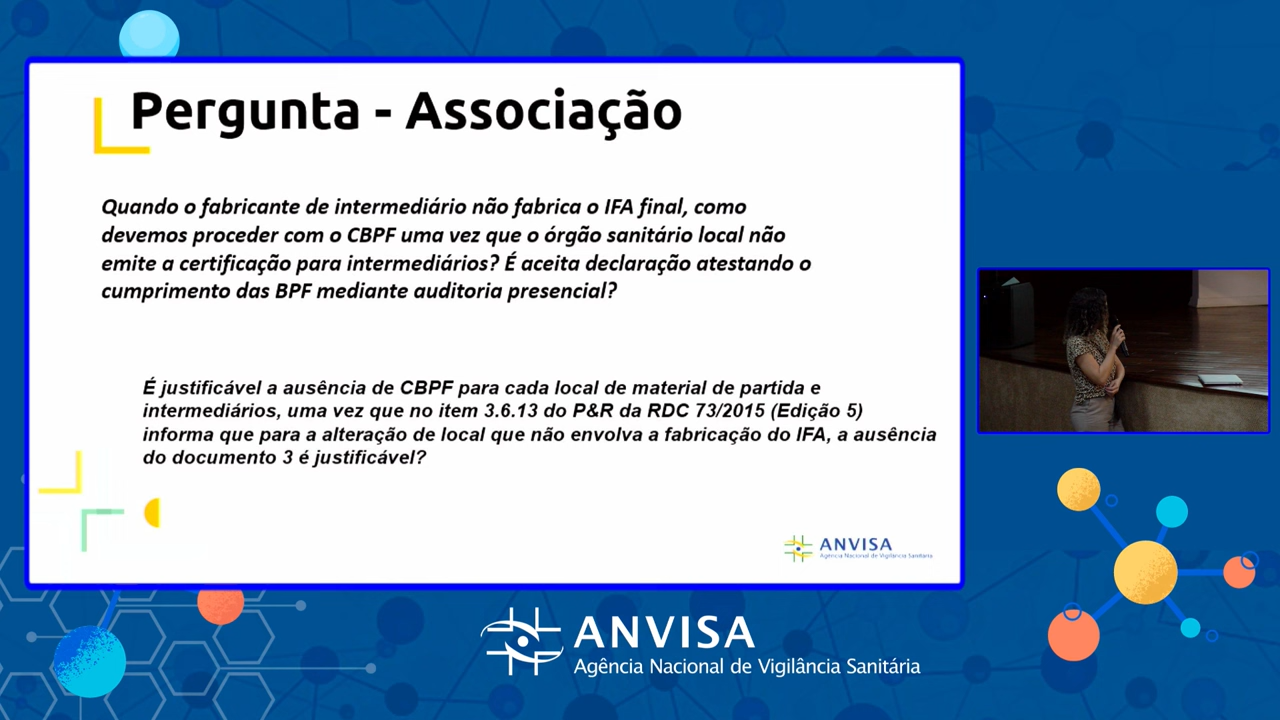 Pergunta - Associação
Quando o fabricante de intermediário não fabrica o IFA final, como
devemos proceder com o CBPF uma vez que o órgão sanitário local não
emite a certificação para intermediários? É aceita declaração atestando o
cumprimento das BPF mediante auditoria presencial?
É justificável a ausência de CBPF para cada local de material de partida e
intermediários, uma vez que no item 3.6.13 do P&R da RDC 73/2015 (Edição 5)
informa que para a alteração de local que não envolva a fabricação do IFA, a ausência
do documento 3 é justificável?
ANVISA
Agência Nacional de Vigilância Sanitária
ANVISA
Agência Nacional de Vigilância Sanitária